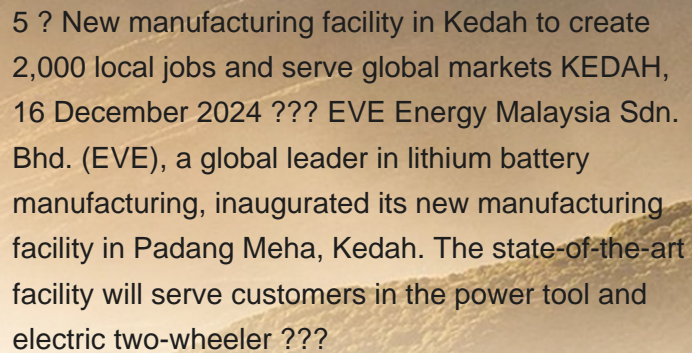 5 ? New manufacturing facility in Kedah to create
2,000 local jobs and serve global markets KEDAH,
16 December 2024 ??? EVE Energy Malaysia Sdn.
Bhd. (EVE), a global leader in lithium battery
manufacturing, inaugurated its new manufacturing
facility in Padang Meha, Kedah. The state-of-the-art
facility will serve customers in the power tool and
electric two-wheeler ???